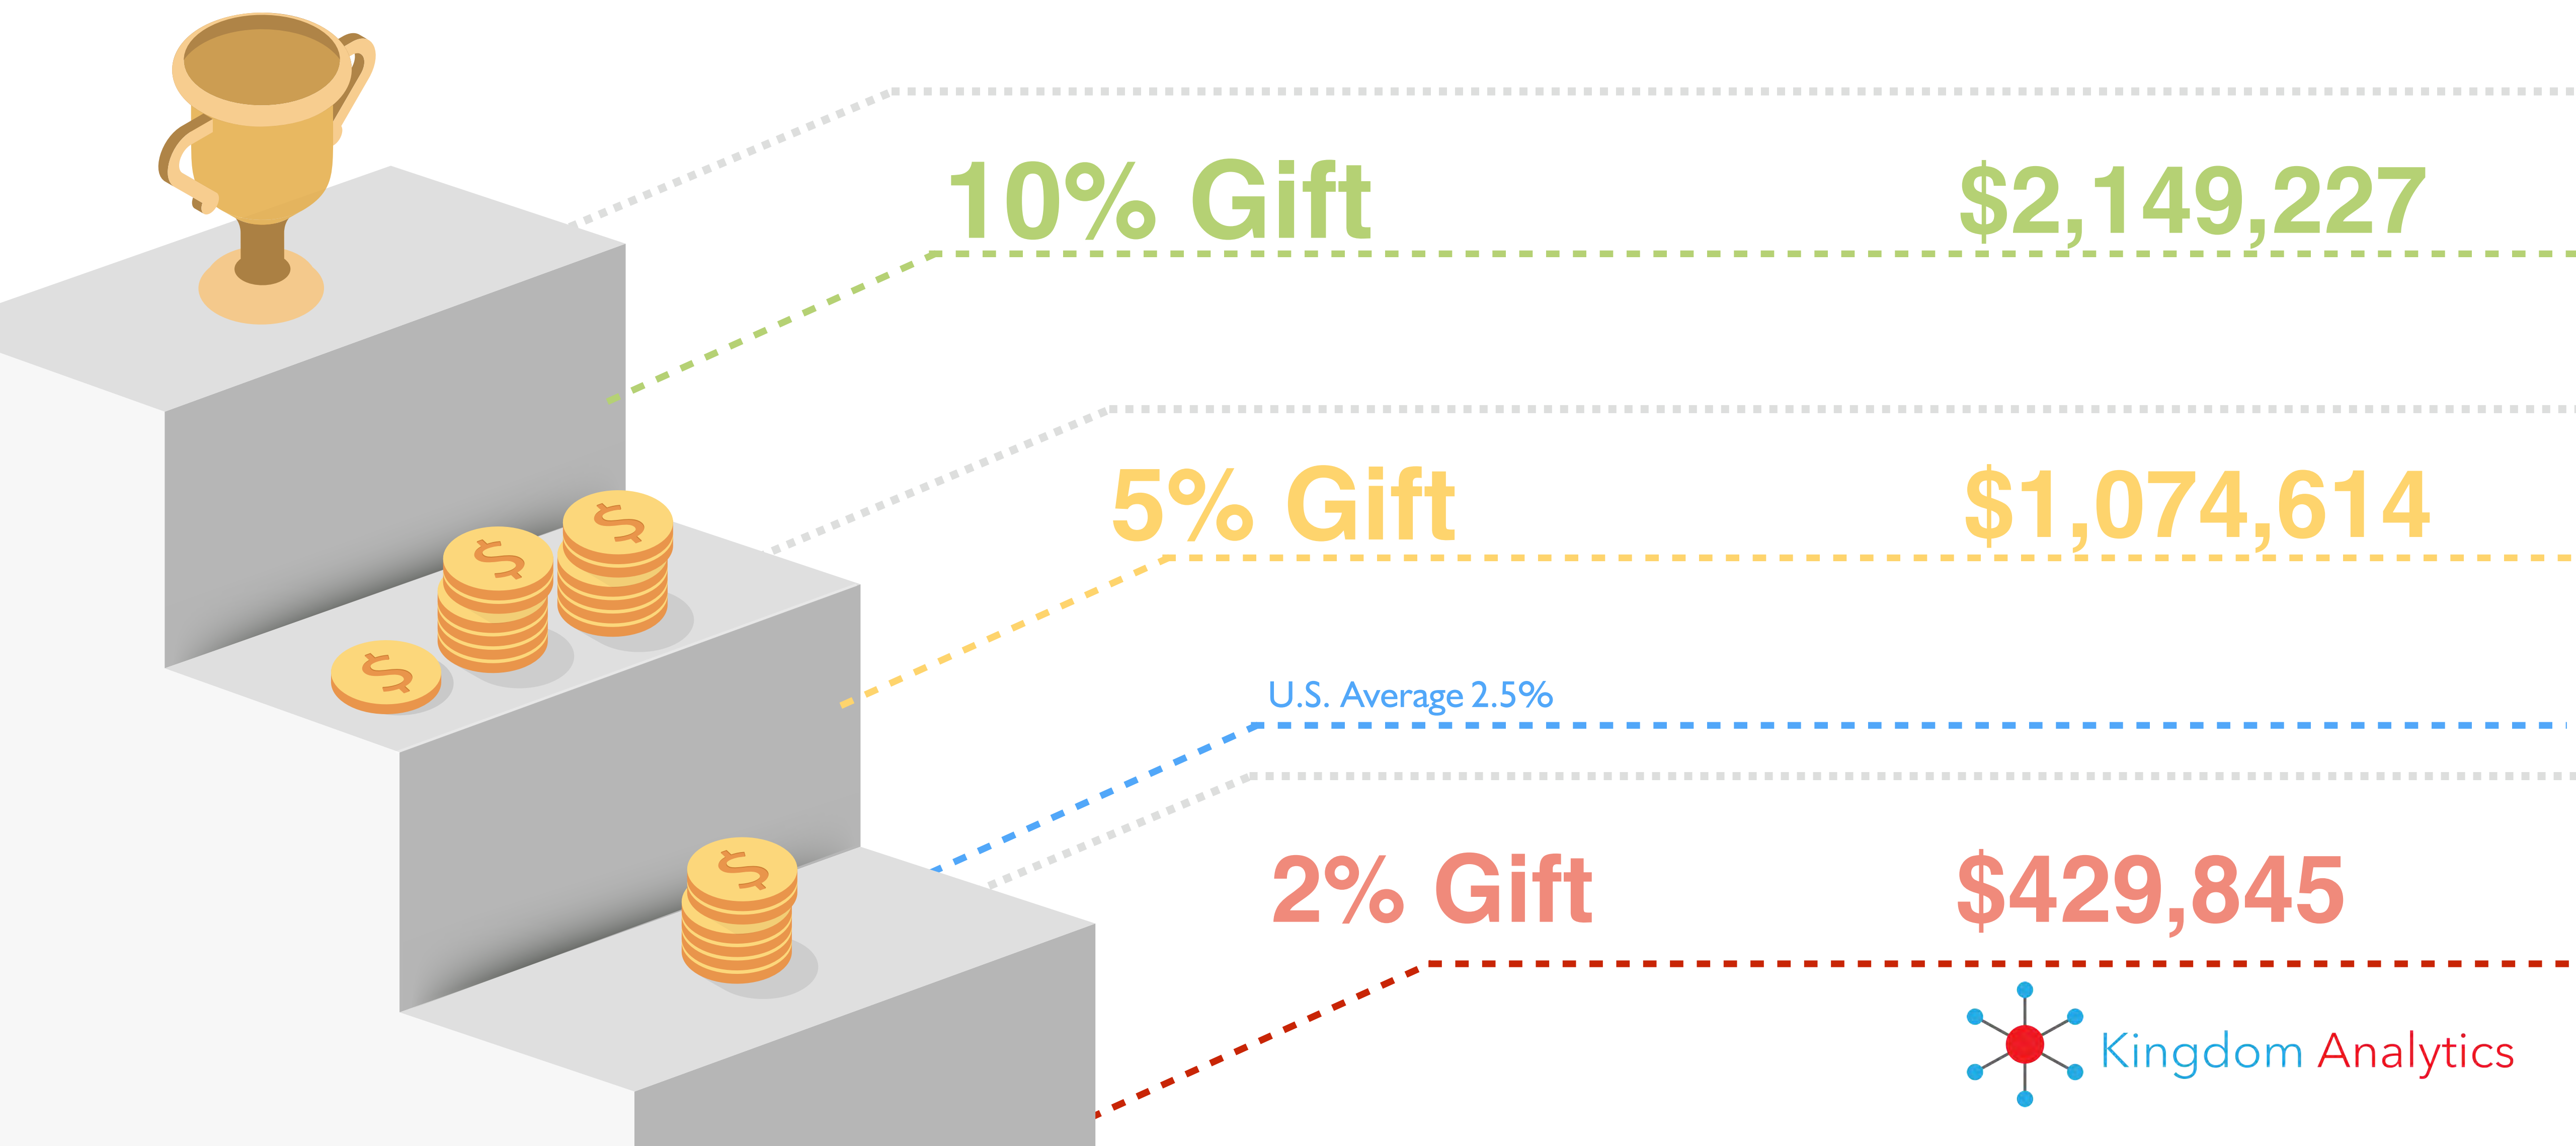 10% Gift $2,149,227
5% Gift $1,074,614
U.S. Average 2.5%
2% Gift $429,845
Kingdom Analytics